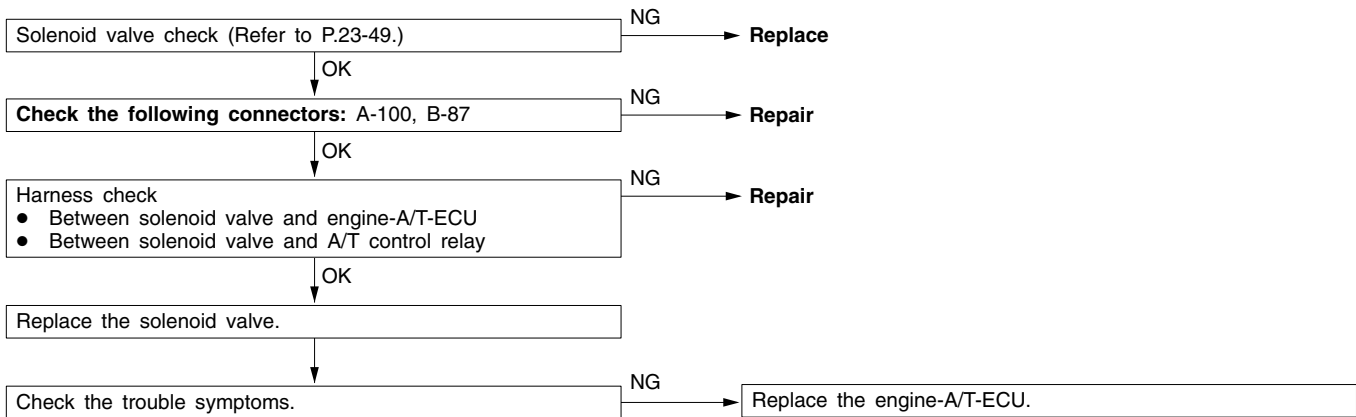 Solenoid valve check (Refer to P.23-49.)
NG
Replace
OK
Check the following connectors: A-100, B-87
NG
Repair
OK
Harness check
● Between solenoid valve and engine-A/T-ECU
● Between solenoid valve and A/T control relay
NG
Repair
OK
Replace the solenoid valve.
Check the trouble symptoms.
NG
Replace the engine-A/T-ECU.